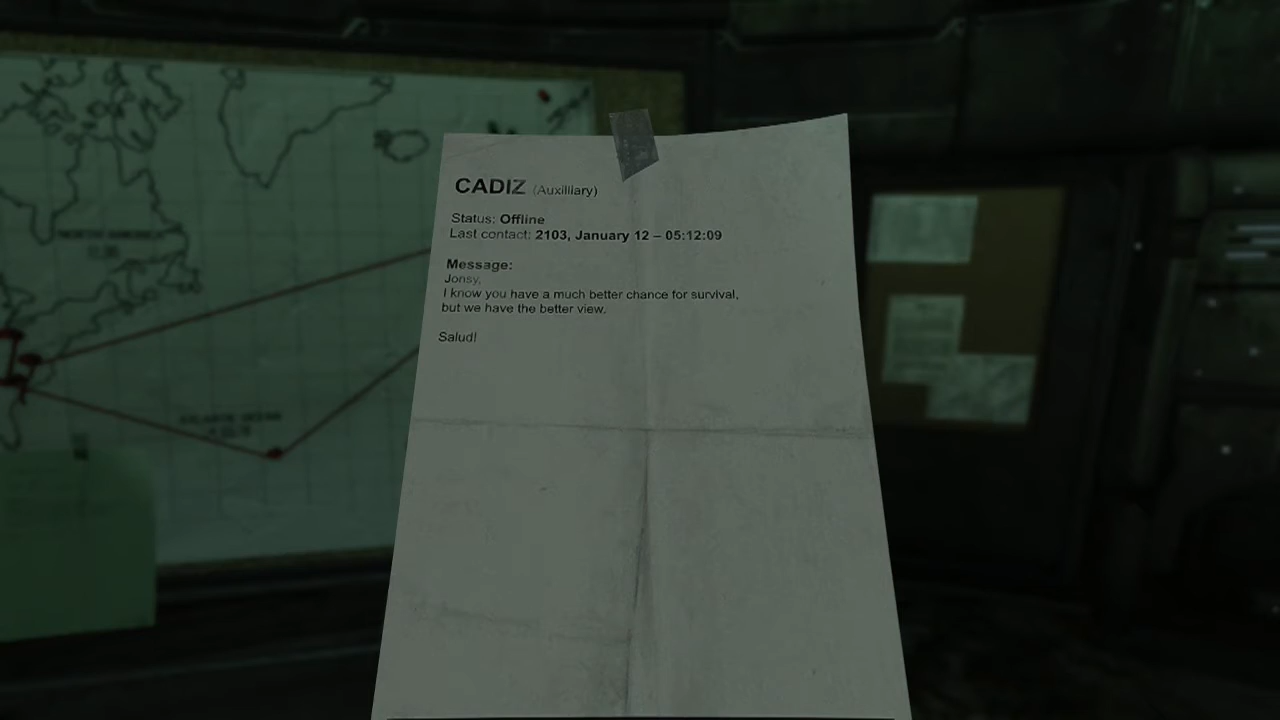 CADIZ (Auxilliary)
Status: Offline
Last contact: 2103, January 12 – 05:12:09
Message:
Jonsy,
I know you have a much better chance for survival,
but we have the better view.
Salud!